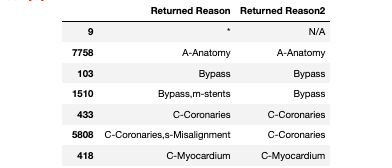 Returned Reason Returned Reason2
9 * N/A
7758 A-Anatomy A-Anatomy
103 Bypass Bypass
1510 Bypass,m-stents Bypass
433 C-Coronaries C-Coronaries
5808 C-Coronaries,s-Misalignment C-Coronaries
418 C-Myocardium C-Myocardium